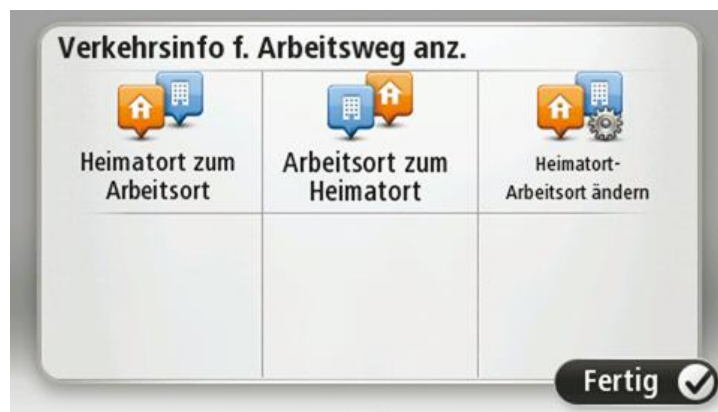 Verkehrsinfo f. Arbeitsweg anz.
Heimatort zum
Arbeitsort
Arbeitsort zum
Heimatort
Heimatort-
Arbeitsort ändern
Fertig